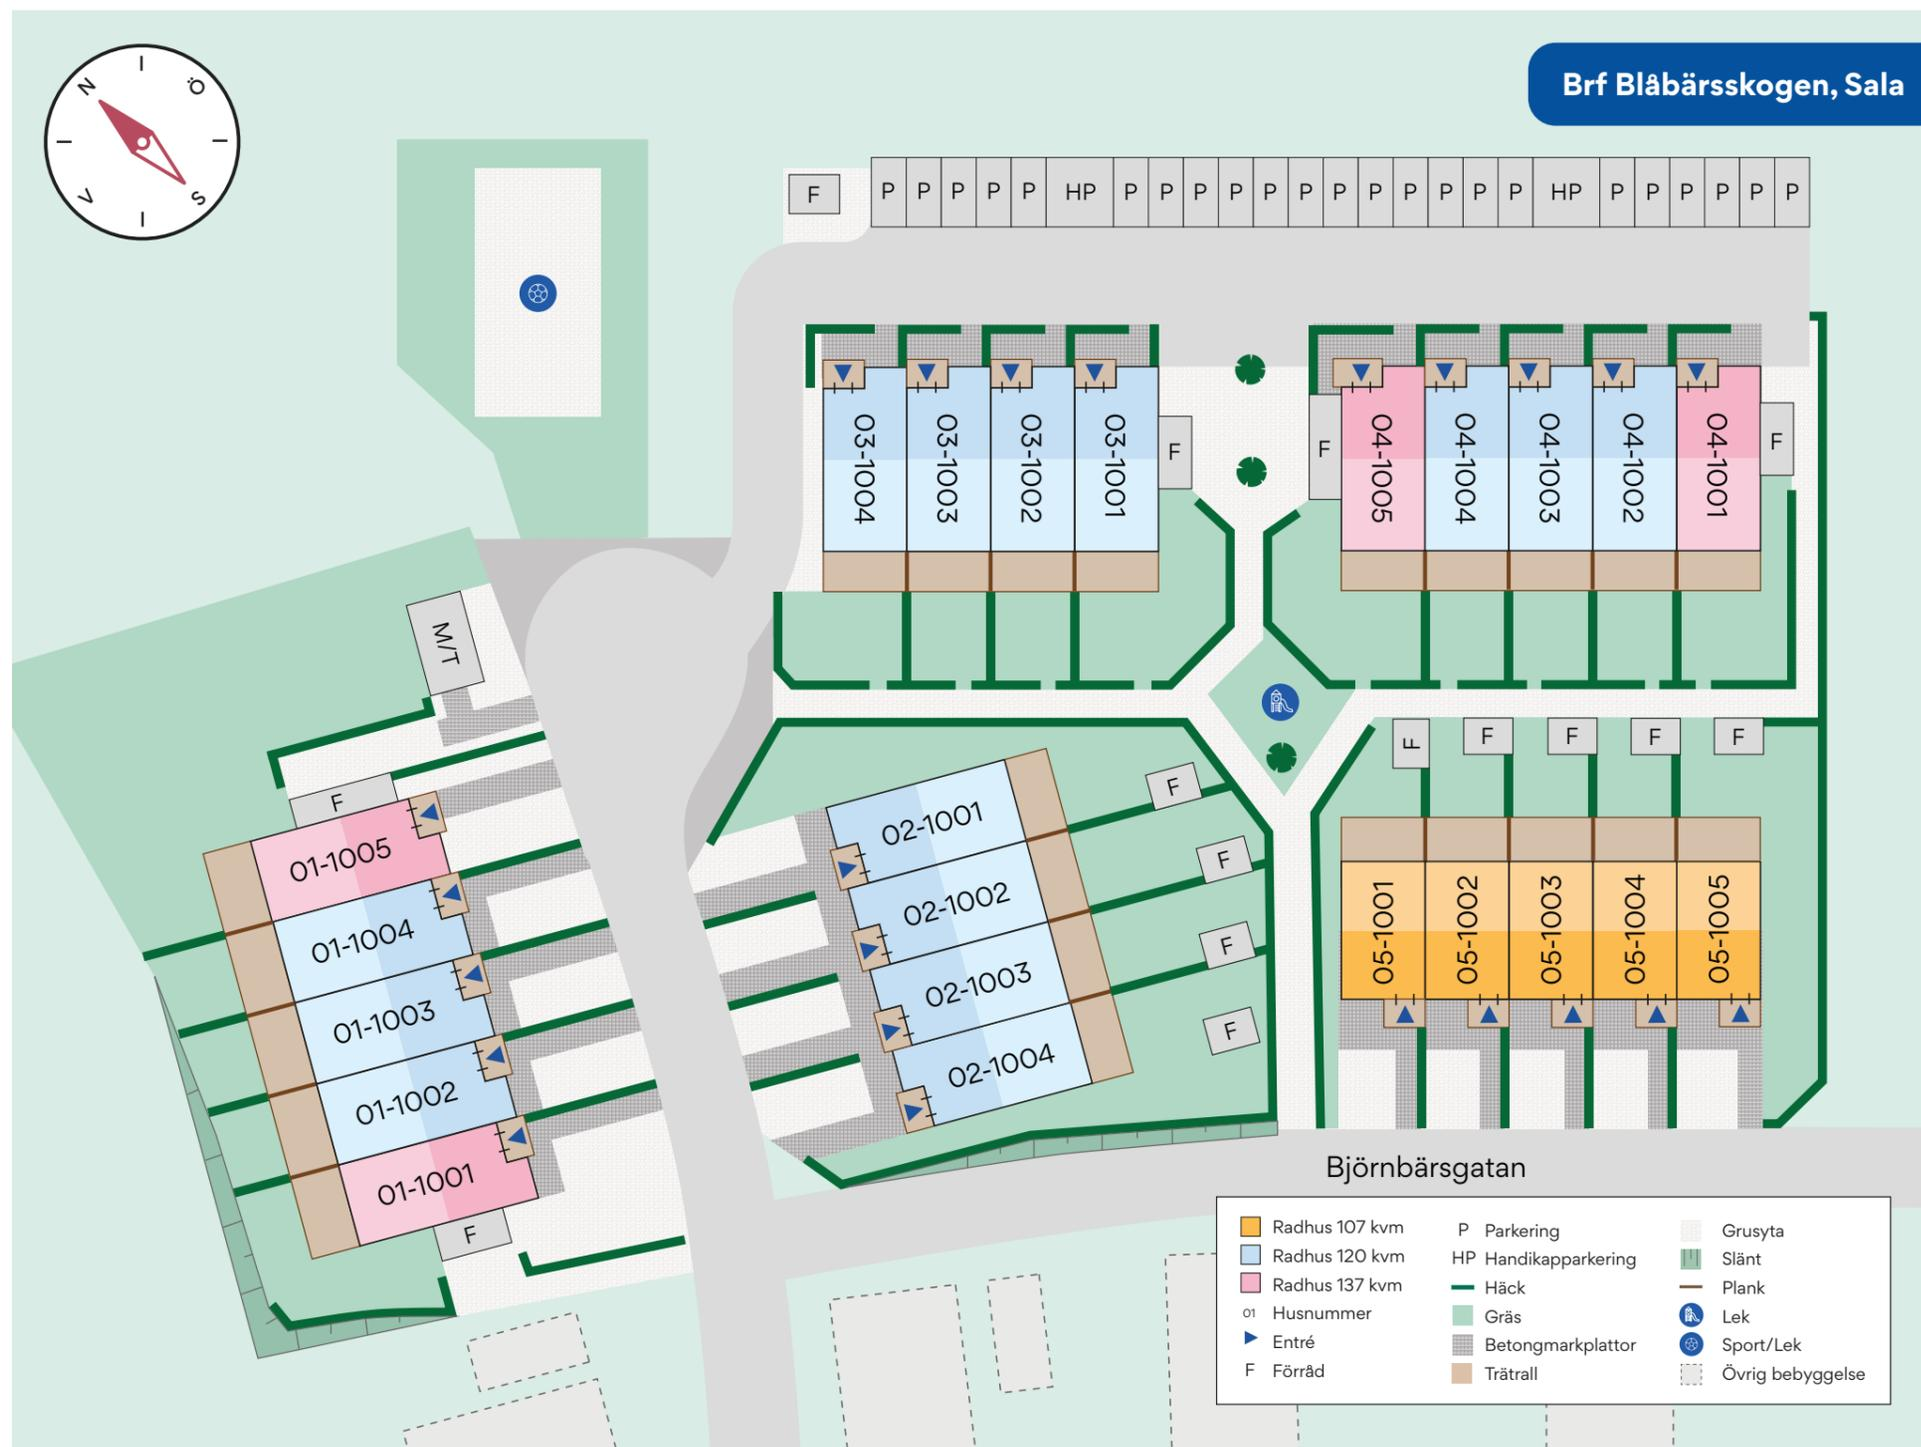 N
Ö
V
S
Brf Blåbärsskogen, Sala
F
P P P P P HP P P P P P P P P P P P P HP P P P P P P
03-1004
03-1003
03-1002
03-1001
F
F
04-1005
04-1004
04-1003
04-1002
04-1001
F
M/T
F
01-1005
01-1004
01-1003
01-1002
01-1001
F
02-1001
02-1002
02-1003
02-1004
F
F
F
F
F
F
F
F
F
05-1001
05-1002
05-1003
05-1004
05-1005
Björnbärsgatan
Radhus 107 kvm
Radhus 120 kvm
Radhus 137 kvm
01 Husnummer
Entré
F Förråd
P Parkering
HP Handikapparkering
Häck
Gräs
Betongmarkplattor
Trätrall
Grusyta
Slänt
Plank
Lek
Sport/Lek
Övrig bebyggelse